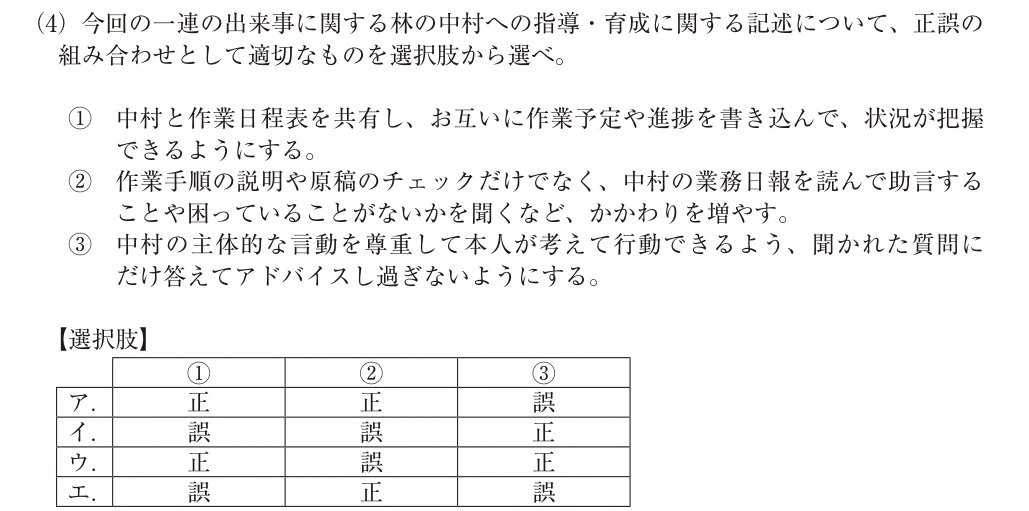 (4) 今回の一連の出来事に関する林の中村への指導・育成に関する記述について、正誤の
組み合わせとして適切なものを選択肢から選べ。
① 中村と作業日程表を共有し、お互いに作業予定や進捗を書き込んで、状況が把握
できるようにする。
② 作業手順の説明や原稿のチェックだけでなく、中村の業務日報を読んで助言する
ことや困っていることがないかを聞くなど、かかわりを増やす。
③ 中村の主体的な言動を尊重して本人が考えて行動できるよう、聞かれた質問に
だけ答えてアドバイスし過ぎないようにする。
【選択肢】
① ② ③
ア. 正 正 誤
イ. 誤 誤 正
ウ. 正 誤 正
エ. 誤 正 誤